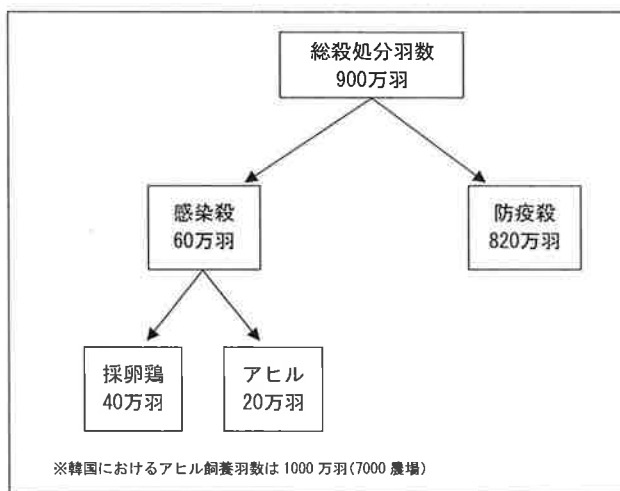 総殺処分羽数
900万羽
感染殺
60万羽
防疫殺
820万羽
採卵鶏
40万羽
アヒル
20万羽
※韓国におけるアヒル飼養羽数は1000万羽(7000農場)